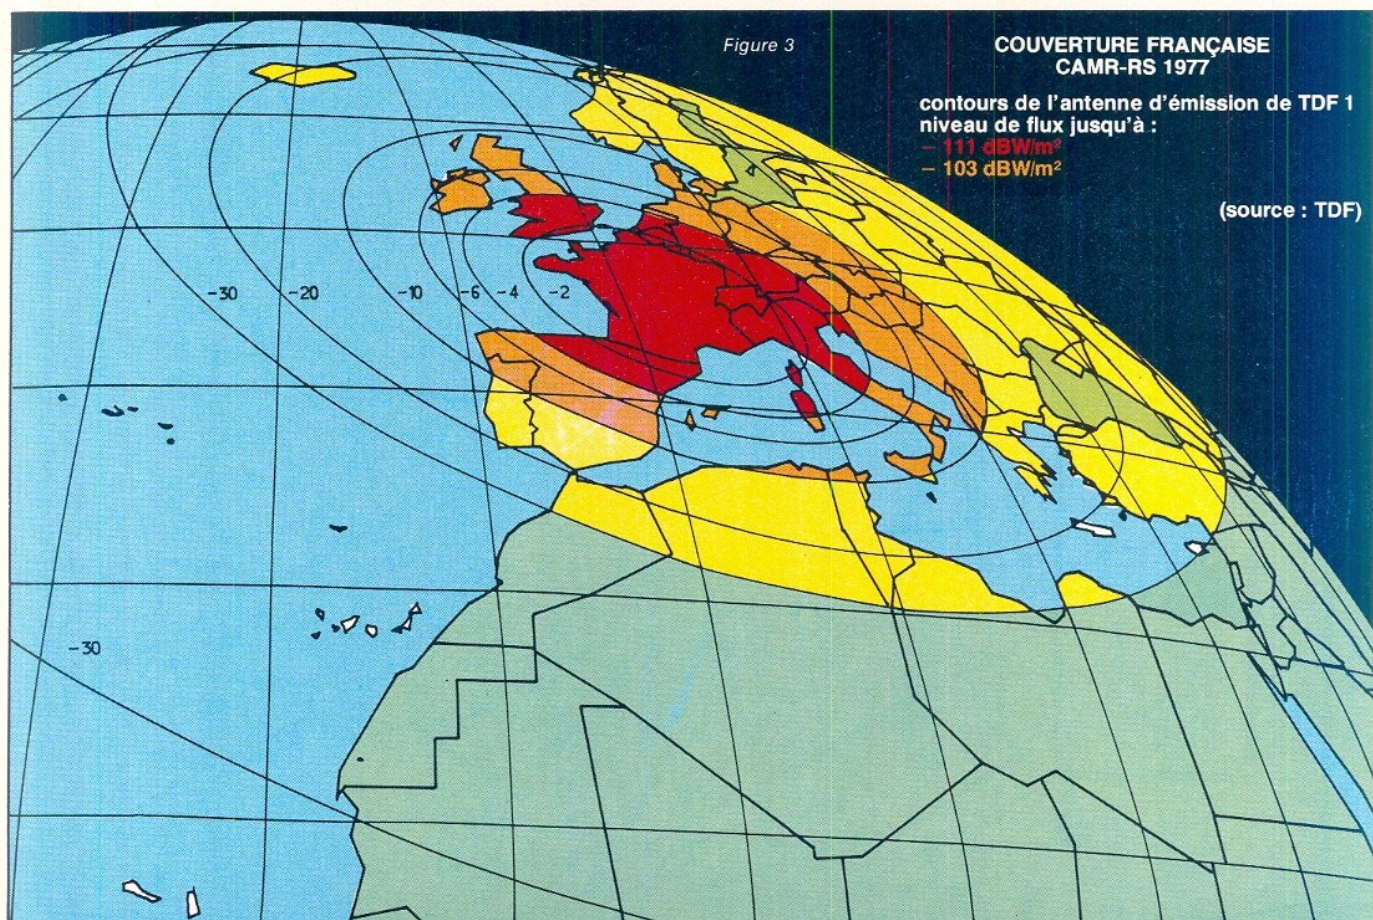 Figure 3
COUVERTURE FRANÇAISE
CAMR-RS 1977
contours de l'antenne d'émission de TDF 1
niveau de flux jusqu'à :
– 111 dBW/m²
– 103 dBW/m²
(source : TDF)
-30 -20 -10 -6 -4 -2
-30